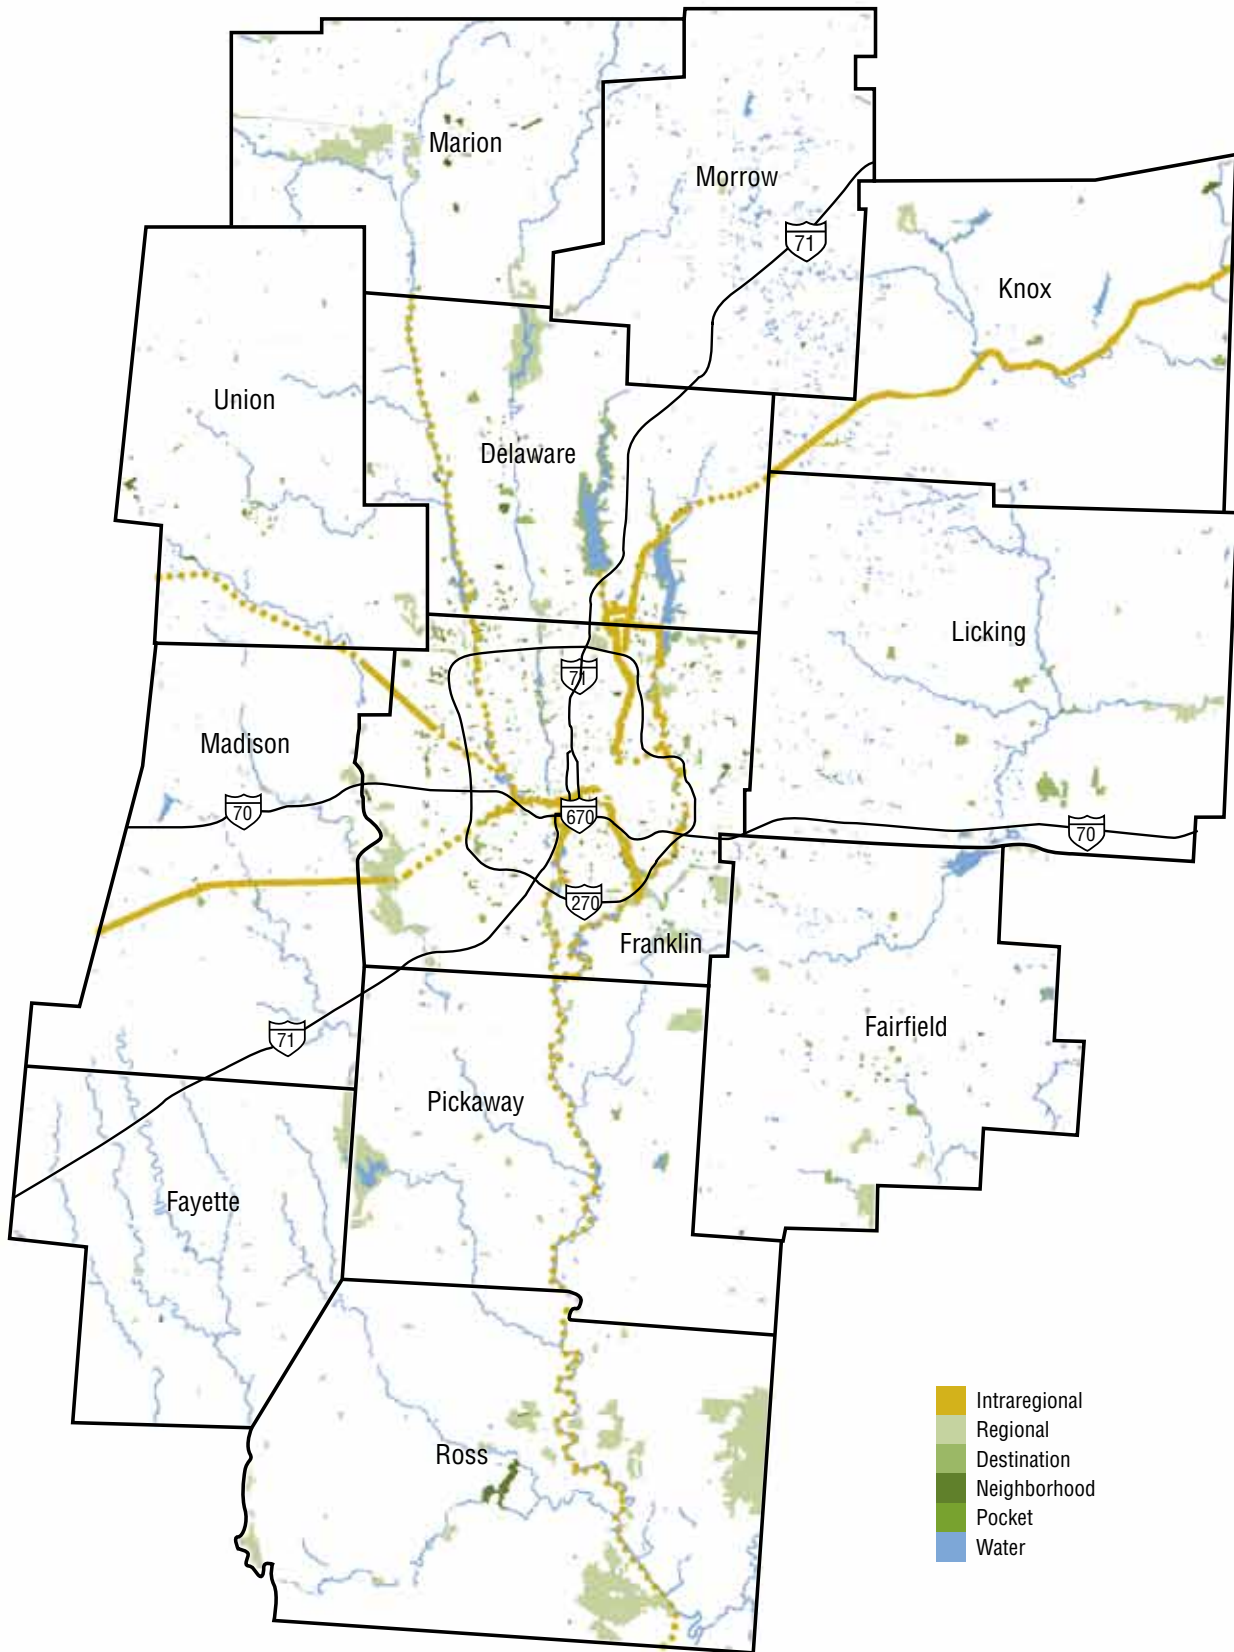 Marion
Morrow
71
Knox
Union
Delaware
Licking
71
Madison
70
670
70
270
Franklin
Fairfield
71
Pickaway
Fayette
Ross
Intraregional
Regional
Destination
Neighborhood
Pocket
Water